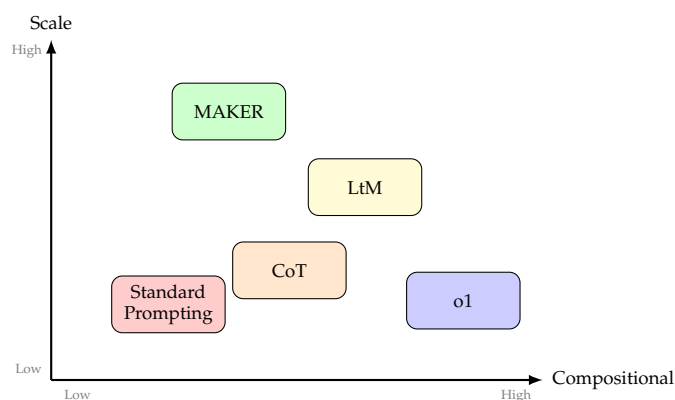 Scale
High
MAKER
LtM
CoT
Standard
Prompting
o1
Low
Compositional
Low
High